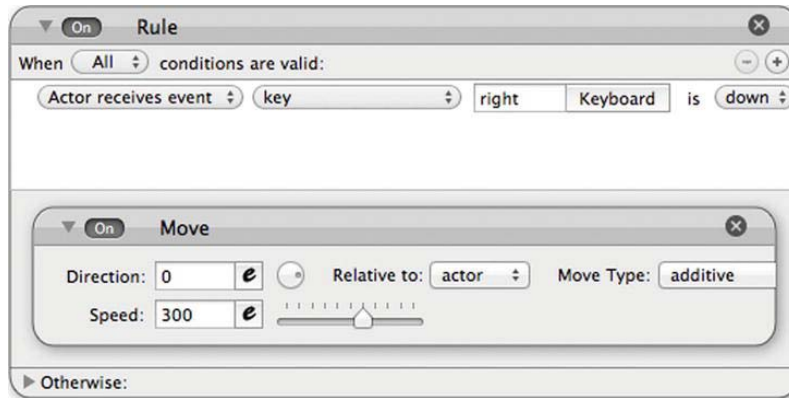 On Rule
When All conditions are valid:
Actor receives event key right Keyboard is down
On Move
Direction: 0 e Relative to: actor Move Type: additive
Speed: 300 e
Otherwise: